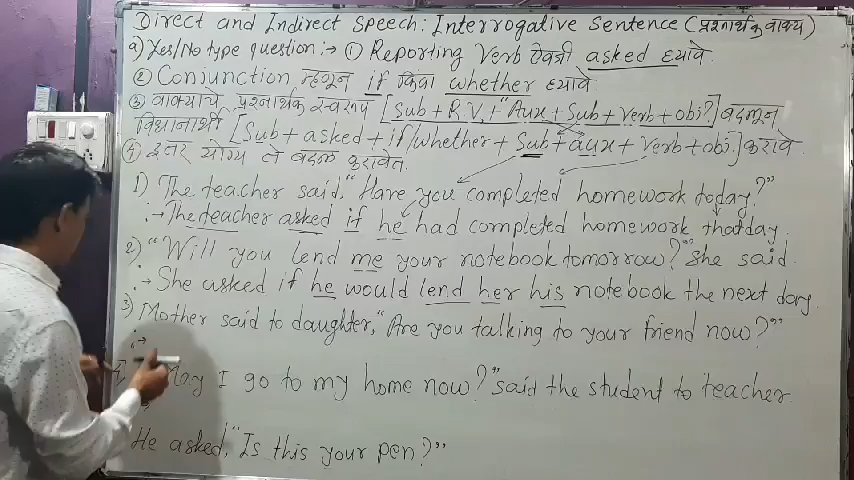 Direct and Indirect Speech: Interrogative Sentence (प्रश्नार्थक वाक्य)
a) Yes/No type question:→ ① Reporting Verb ऐवजी asked घ्यावे.
② Conjunction म्हणून if किंवा whether घ्यावे
③ वाक्याचे प्रश्नार्थक स्वरूप [Sub + R.V. + "Aux + Sub + Verb + obj?] बदलून
विधानार्थी [Sub + asked + if/whether + Sub + aux + Verb + obj] करावे
④ इतर योग्य ते बदल करावेत.
1) The teacher said, "Have you completed homework today?"
:→ The teacher asked if he had completed homework that day.
2) "Will you lend me your notebook tomorrow?" She said.
:→ She asked if he would lend her his notebook the next day.
3) Mother said to daughter, "Are you talking to your friend now?"
:→
May I go to my home now?" said the student to teacher.
He asked, "Is this your pen?"